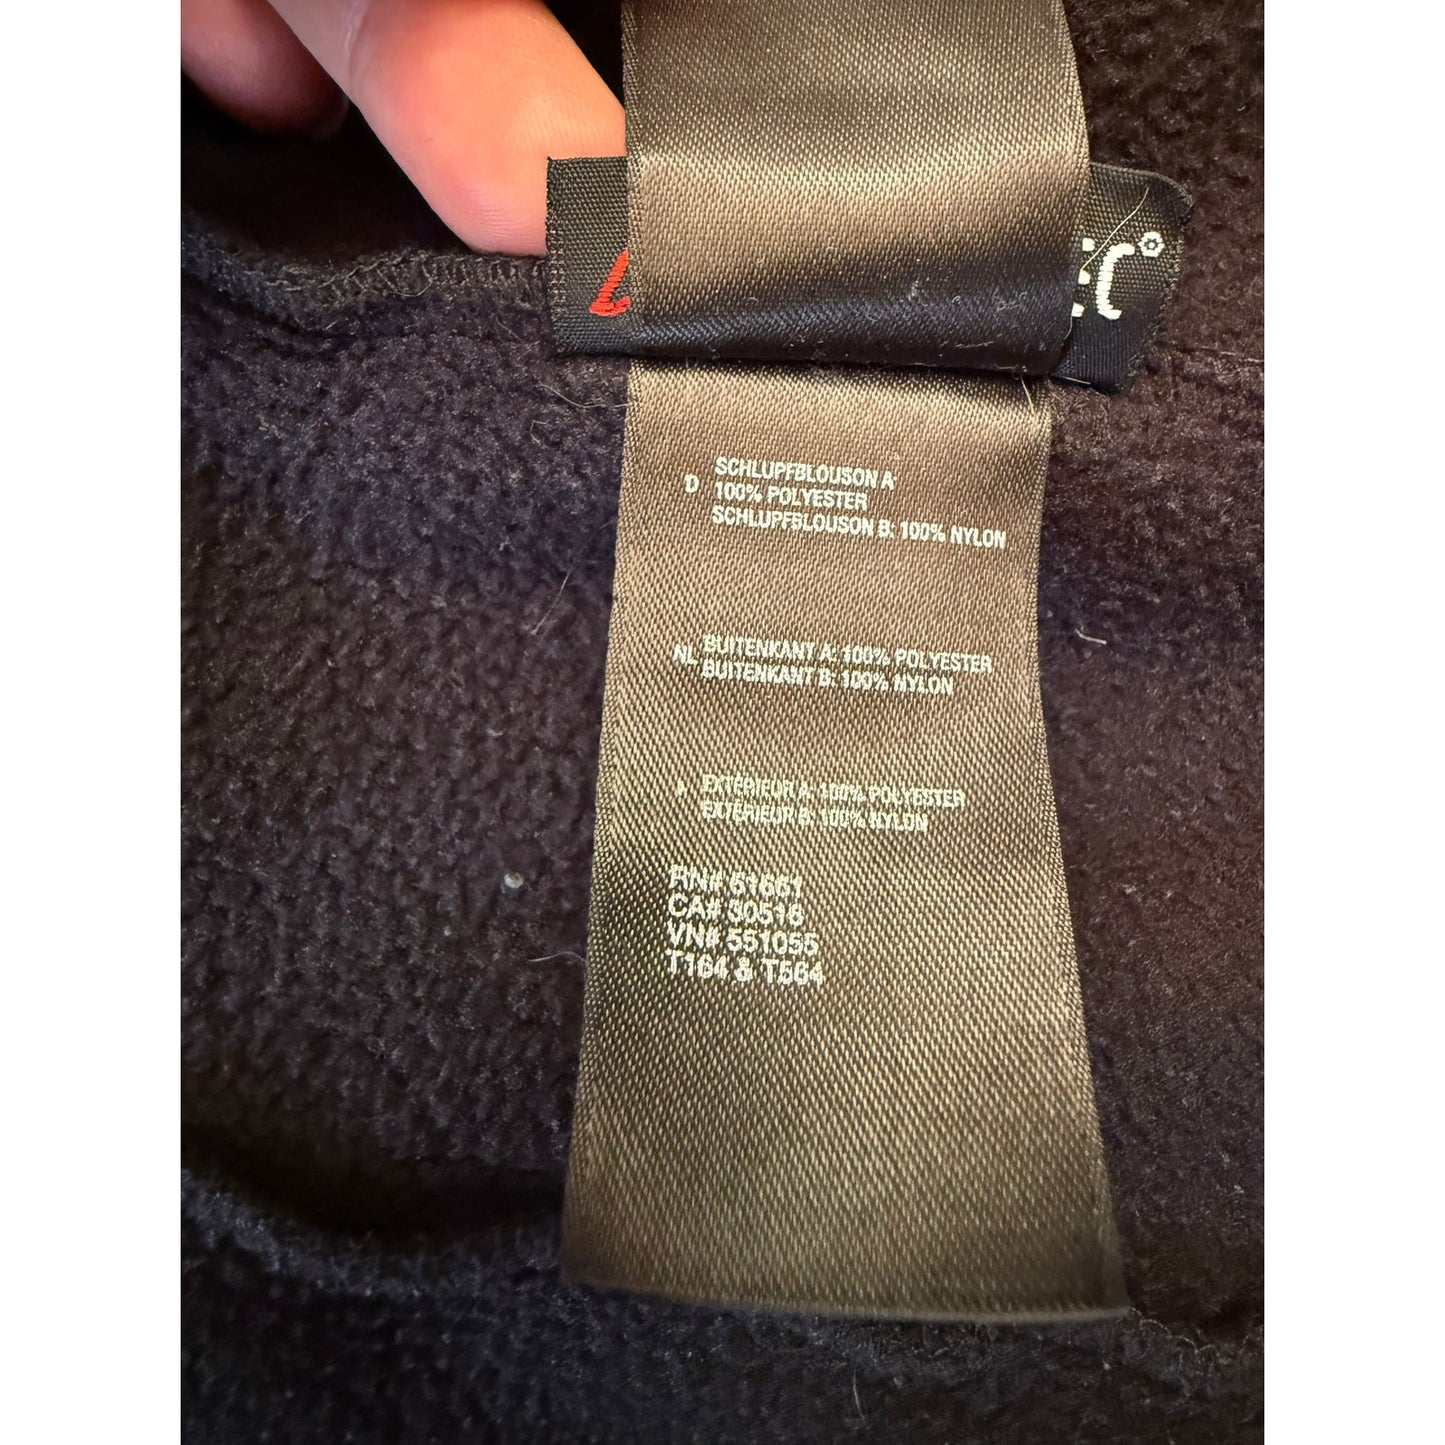 SCHLUPFBLOUSON A
D 100% POLYESTER
SCHLUPFBLOUSON B: 100% NYLON
NL BUITENKANT A: 100% POLYESTER
BUITENKANT B: 100% NYLON
EXTERIEUR A: 100% POLYESTER
EXTERIEUR B: 100% NYLON
RN# 61661
CA# 30516
VN# 551055
T164 & T564